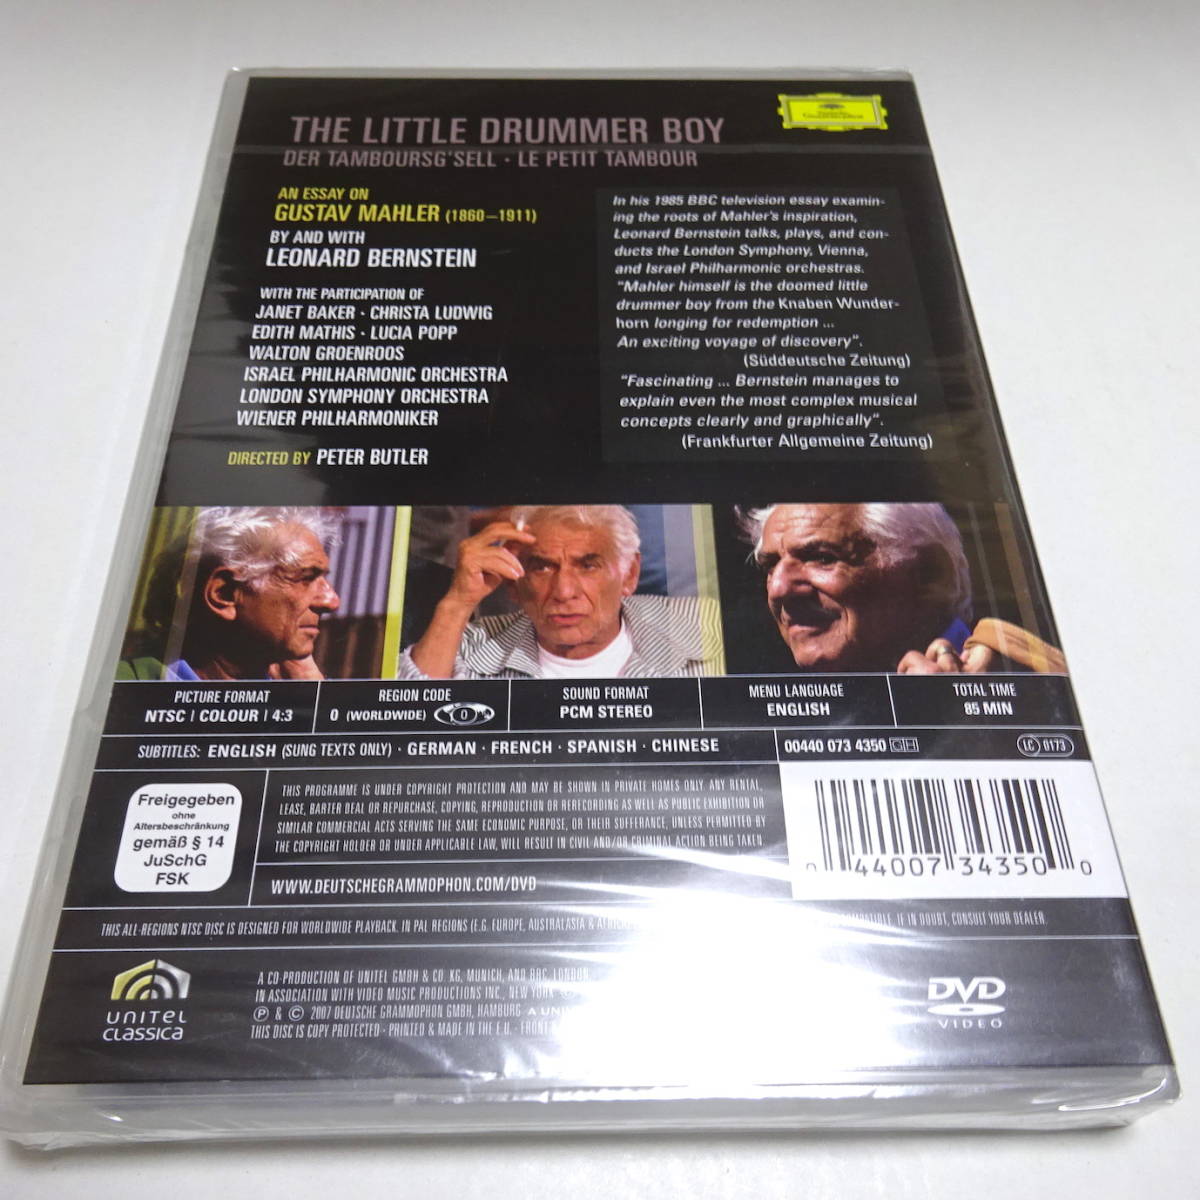 THE LITTLE DRUMMER BOY
DER TAMBOURSG'SELL · LE PETIT TAMBOUR
Deutsche
Grammophon
AN ESSAY ON
GUSTAV MAHLER (1860–1911)
BY AND WITH
LEONARD BERNSTEIN
WITH THE PARTICIPATION OF
JANET BAKER · CHRISTA LUDWIG
EDITH MATHIS · LUCIA POPP
WALTON GROENROOS
ISRAEL PHILHARMONIC ORCHESTRA
LONDON SYMPHONY ORCHESTRA
WIENER PHILHARMONIKER
DIRECTED BY PETER BUTLER
In his 1985 BBC television essay examin-
ing the roots of Mahler's inspiration,
Leonard Bernstein talks, plays, and con-
ducts the London Symphony, Vienna,
and Israel Philharmonic orchestras.
"Mahler himself is the doomed little
drummer boy from the Knaben Wunder-
horn longing for redemption ...
An exciting voyage of discovery".
(Süddeutsche Zeitung)
"Fascinating ... Bernstein manages to
explain even the most complex musical
concepts clearly and graphically".
(Frankfurter Allgemeine Zeitung)
PICTURE FORMAT
NTSC | COLOUR | 4:3
REGION CODE
0 (WORLDWIDE) 0
SOUND FORMAT
PCM STEREO
MENU LANGUAGE
ENGLISH
TOTAL TIME
85 MIN
SUBTITLES: ENGLISH (SUNG TEXTS ONLY) · GERMAN · FRENCH · SPANISH · CHINESE
00440 073 4350 GH
LC 0173
Freigegeben
ohne
Altersbeschränkung
gemäß § 14
JuSchG
FSK
THIS PROGRAMME IS UNDER COPYRIGHT PROTECTION AND MAY BE SHOWN IN PRIVATE HOMES ONLY. ANY RENTAL,
LEASE, BARTER DEAL OR REPURCHASE, COPYING, REPRODUCTION OR RERECORDING AS WELL AS PUBLIC EXHIBITION OR
SIMILAR COMMERCIAL ACTS SERVING THE SAME ECONOMIC PURPOSE, OR THEIR SUFFERANCE, UNLESS PERMITTED BY
THE COPYRIGHT HOLDER OR UNDER APPLICABLE LAW, WILL RESULT IN CIVIL AND/OR CRIMINAL ACTION BEING TAKEN
WWW.DEUTSCHEGRAMMOPHON.COM/DVD
0 44007 34350 0
THIS ALL-REGIONS NTSC DISC IS DESIGNED FOR WORLDWIDE PLAYBACK. IN PAL REGIONS (E.G. EUROPE, AUSTRALASIA & AFRICA) COMPATIBLE. IF IN DOUBT, CONSULT YOUR DEALER.
UNITEL
CLASSICA
A CO-PRODUCTION OF UNITEL GMBH & CO. KG, MUNICH, AND BBC, LONDON
IN ASSOCIATION WITH VIDEO MUSIC PRODUCTIONS INC., NEW YORK
℗ & © 2007 DEUTSCHE GRAMMOPHON GMBH, HAMBURG
THIS DISC IS COPY PROTECTED · PRINTED & MADE IN THE E.U.
DVD
VIDEO